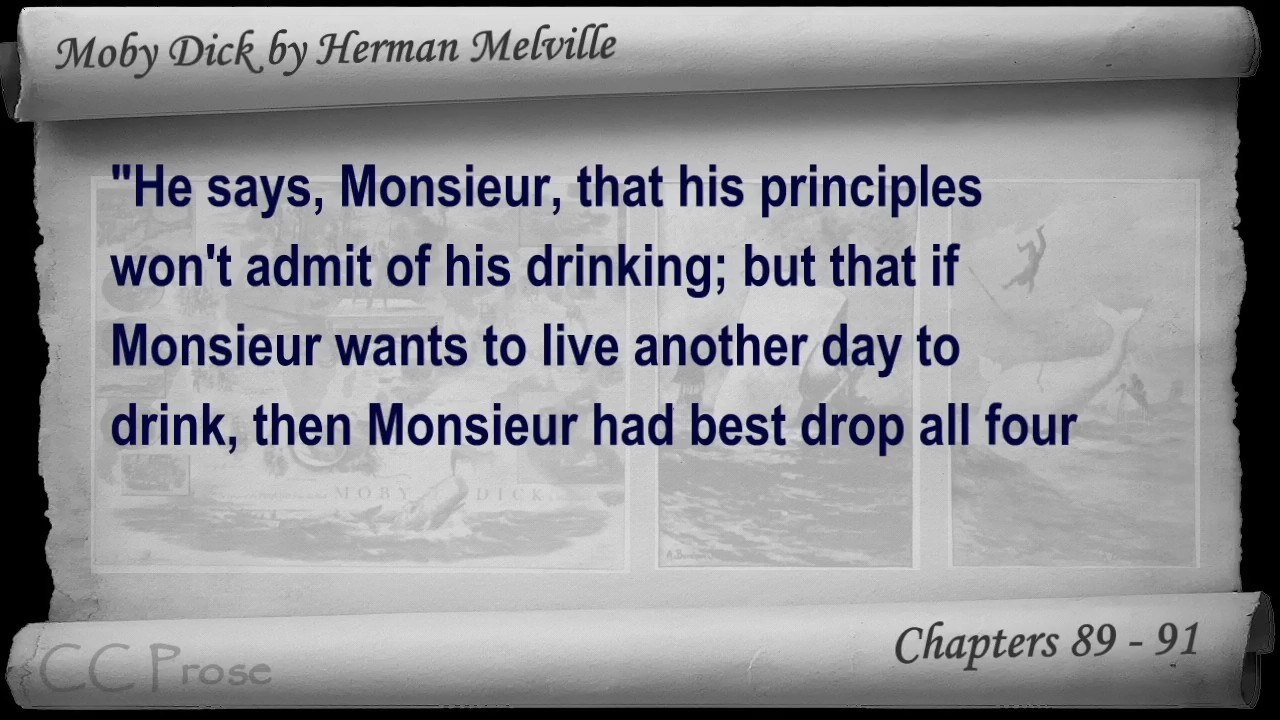 Moby Dick by Herman Melville
"He says, Monsieur, that his principles
won't admit of his drinking; but that if
Monsieur wants to live another day to
drink, then Monsieur had best drop all four
MOBY DICK
Chapters 89 - 91
CC Prose